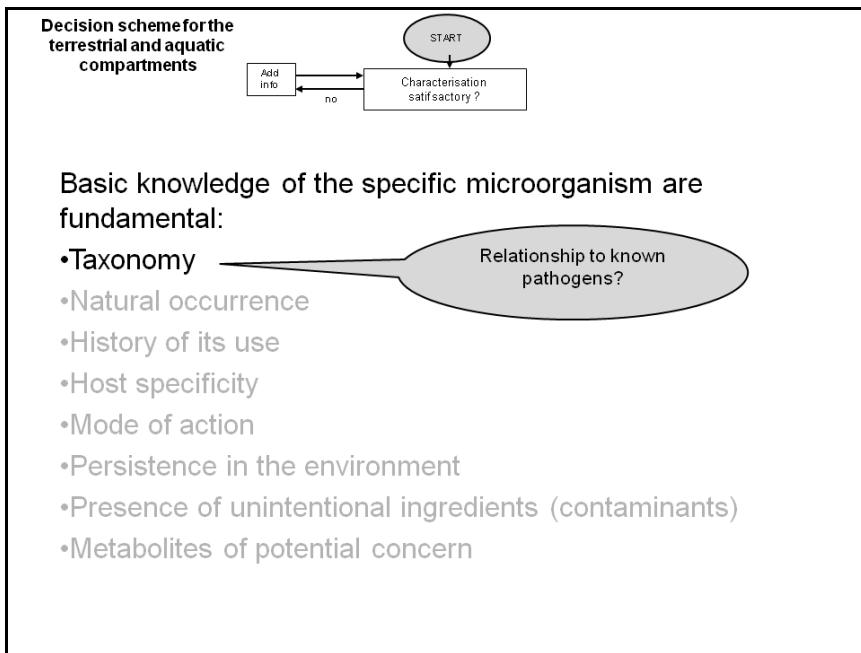 Decision scheme for the
terrestrial and aquatic
compartments
START
Add
info
no
Characterisation
satifsactory ?
Basic knowledge of the specific microorganism are
fundamental:
•Taxonomy
Relationship to known
pathogens?
•Natural occurrence
•History of its use
•Host specificity
•Mode of action
•Persistence in the environment
•Presence of unintentional ingredients (contaminants)
•Metabolites of potential concern